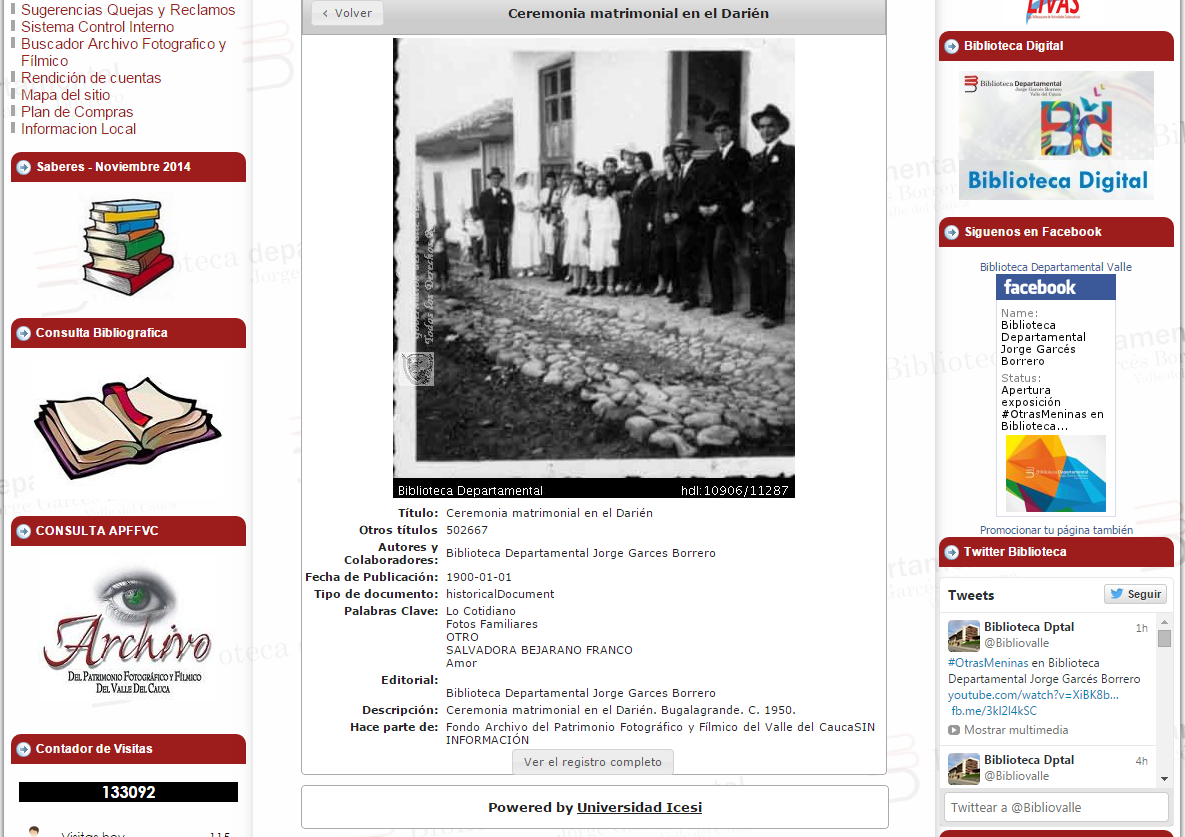 Sugerencias Quejas y Reclamos
Sistema Control Interno
Buscador Archivo Fotografico y
Fílmico
Rendición de cuentas
Mapa del sitio
Plan de Compras
Informacion Local
Saberes - Noviembre 2014
Consulta Bibliografica
CONSULTA APFFVC
Archivo
DEL PATRIMONIO FOTOGRÁFICO Y FÍLMICO
DEL VALLE DEL CAUCA
Contador de Visitas
133092
Visitas hoy 115
‹ Volver
Ceremonia matrimonial en el Darién
Todos los Derechos
Biblioteca Departamental hdl:10906/11287
Título: Ceremonia matrimonial en el Darién
Otros títulos 502667
Autores y
Colaboradores: Biblioteca Departamental Jorge Garces Borrero
Fecha de Publicación: 1900-01-01
Tipo de documento: historicalDocument
Palabras Clave: Lo Cotidiano
Fotos Familiares
OTRO
SALVADORA BEJARANO FRANCO
Amor
Editorial:
Biblioteca Departamental Jorge Garces Borrero
Descripción: Ceremonia matrimonial en el Darién. Bugalagrande. C. 1950.
Hace parte de: Fondo Archivo del Patrimonio Fotográfico y Fílmico del Valle del CaucaSIN
INFORMACIÓN
Ver el registro completo
Powered by Universidad Icesi
Biblioteca Digital
Biblioteca Departamental
Jorge Garcés Borrero
Valle del Cauca
Bd
Biblioteca Digital
Siguenos en Facebook
Biblioteca Departamental Valle
facebook
Name:
Biblioteca
Departamental
Jorge Garcés
Borrero
Status:
Apertura
exposición
#OtrasMeninas en
Biblioteca...
Biblioteca Departamental
Promocionar tu página también
Twitter Biblioteca
Tweets
Seguir
Biblioteca Dptal 1h
@Bibliovalle
#OtrasMeninas en Biblioteca
Departamental Jorge Garcés Borrero
youtube.com/watch?v=XiBK8b...
fb.me/3kI2I4kSC
Mostrar multimedia
Biblioteca Dptal 4h
@Bibliovalle
Twittear a @Bibliovalle